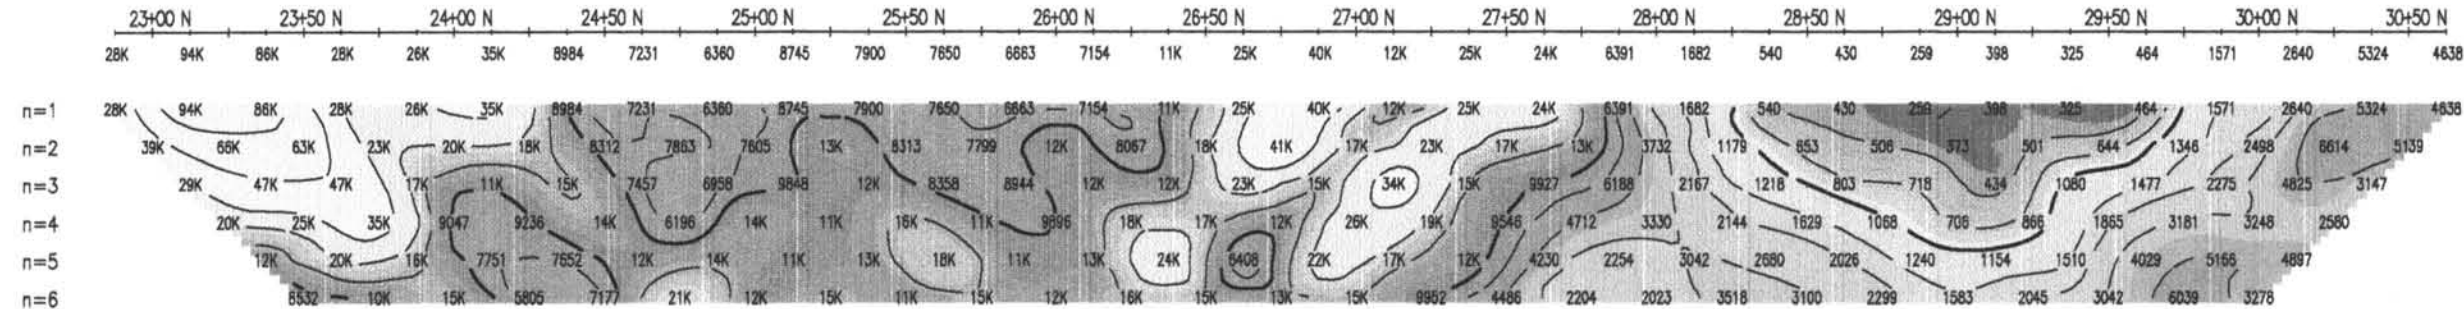 23+00 N 23+50 N 24+00 N 24+50 N 25+00 N 25+50 N 26+00 N 26+50 N 27+00 N 27+50 N 28+00 N 28+50 N 29+00 N 29+50 N 30+00 N 30+50 N
28K 94K 86K 28K 26K 35K 8984 7231 6360 8745 7900 7650 6663 7154 11K 25K 40K 12K 25K 24K 6391 1682 540 430 259 398 325 464 1571 2640 5324 4638
n=1 28K 94K 86K 28K 26K 35K 8984 7231 6360 8745 7900 7650 6663 7154 11K 25K 40K 12K 25K 24K 6391 1682 540 430 259 398 325 464 1571 2640 5324 4638
n=2 39K 66K 63K 23K 20K 18K 8312 7863 7605 13K 8313 7799 12K 8067 18K 41K 17K 23K 17K 13K 3732 1179 653 506 373 501 644 1346 2498 6614 5139
n=3 29K 47K 47K 17K 11K 15K 7457 6958 9848 12K 8358 8944 12K 12K 23K 15K 34K 15K 9927 6188 2167 1218 803 718 434 1080 1477 2275 4825 3147
n=4 20K 25K 35K 9047 9236 14K 6196 14K 11K 16K 11K 9896 18K 17K 12K 26K 19K 9546 4712 3330 2144 1629 1068 706 866 1865 3181 3248 2580
n=5 12K 20K 16K 7751 7652 12K 14K 11K 13K 18K 11K 13K 24K 6408 22K 17K 12K 4230 2254 3042 2680 2026 1240 1154 1510 4029 5166 4897
n=6 8532 10K 15K 5805 7177 21K 12K 15K 11K 15K 12K 16K 15K 13K 15K 9952 4486 2204 2023 3518 3100 2299 1583 2045 3042 6039 3278